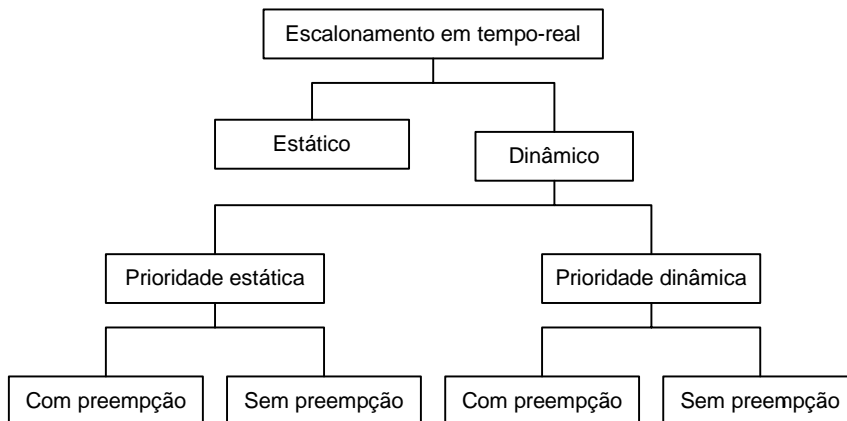 Escalonamento em tempo-real
Estático
Dinâmico
Prioridade estática
Prioridade dinâmica
Com preempção
Sem preempção
Com preempção
Sem preempção